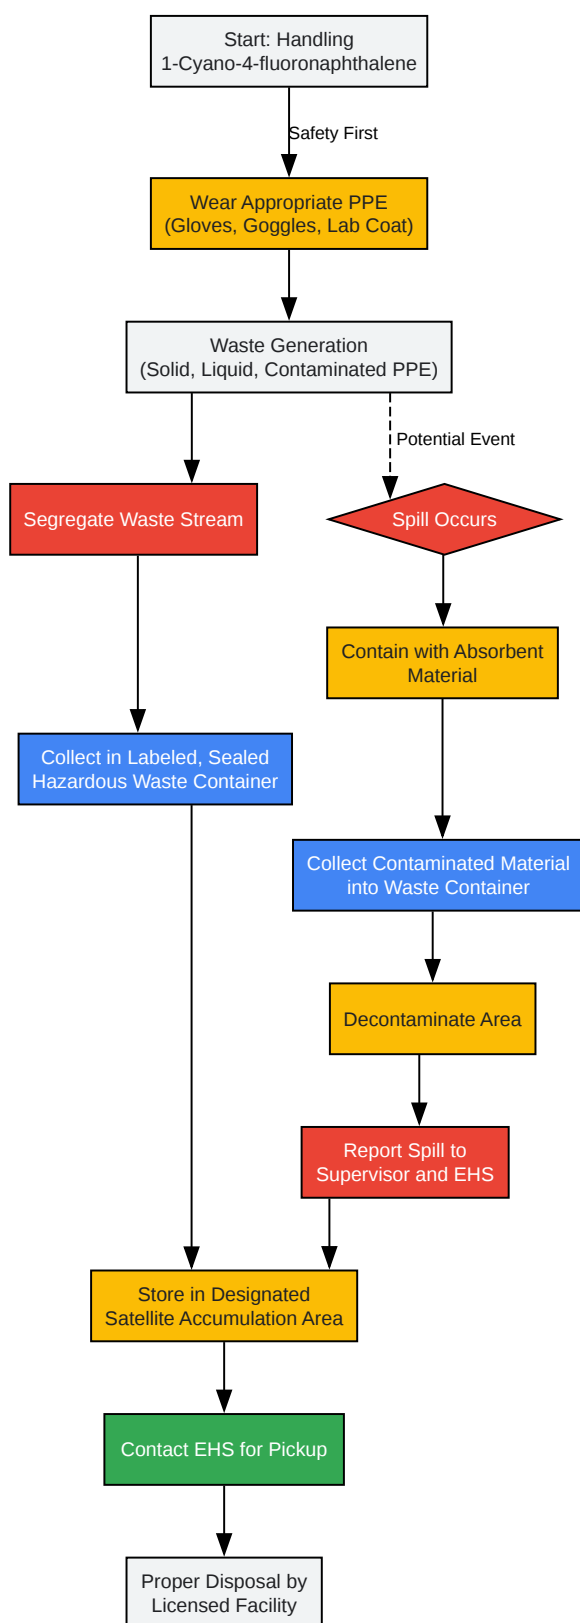 Start: Handling
1-Cyano-4-fluoronaphthalene
Safety First
Wear Appropriate PPE
(Gloves, Goggles, Lab Coat)
Waste Generation
(Solid, Liquid, Contaminated PPE)
Potential Event
Segregate Waste Stream
Spill Occurs
Contain with Absorbent
Material
Collect in Labeled, Sealed
Hazardous Waste Container
Collect Contaminated Material
into Waste Container
Decontaminate Area
Report Spill to
Supervisor and EHS
Store in Designated
Satellite Accumulation Area
Contact EHS for Pickup
Proper Disposal by
Licensed Facility